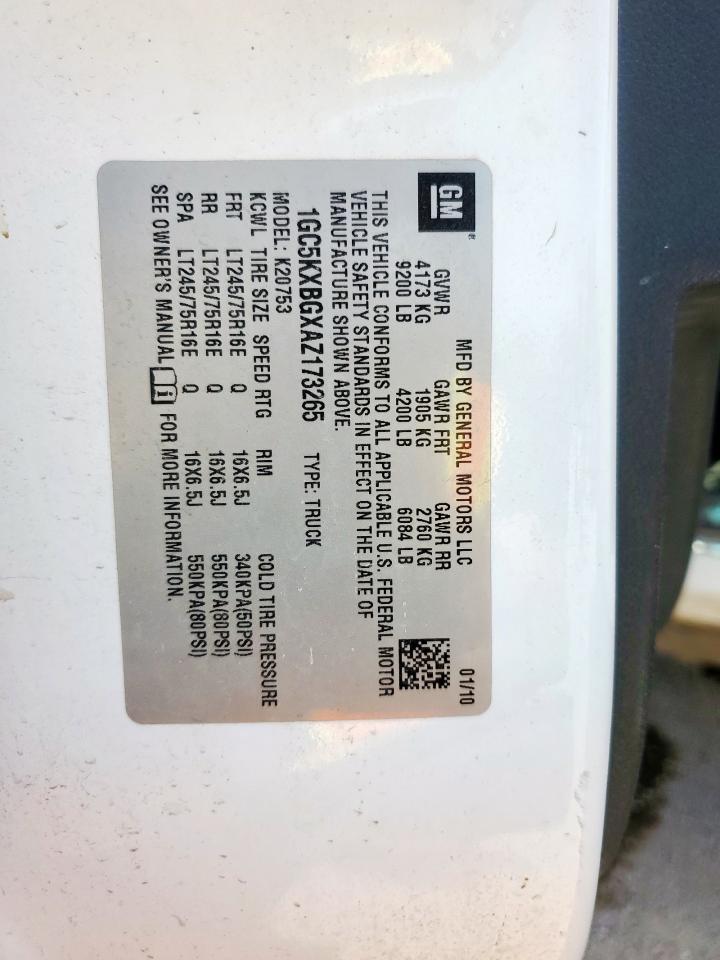 GM®
MFD BY GENERAL MOTORS LLC 01/10
GVWR GAWR FRT GAWR RR
4173 KG 1905 KG 2760 KG
9200 LB 4200 LB 6084 LB
THIS VEHICLE CONFORMS TO ALL APPLICABLE U.S. FEDERAL MOTOR
VEHICLE SAFETY STANDARDS IN EFFECT ON THE DATE OF
MANUFACTURE SHOWN ABOVE.
1GC5KXBGXAZ173265 TYPE: TRUCK
MODEL: K20753
KCWL TIRE SIZE SPEED RTG RIM COLD TIRE PRESSURE
FRT LT245/75R16E Q 16X6.5J 340KPA(50PSI)
RR LT245/75R16E Q 16X6.5J 550KPA(80PSI)
SPA LT245/75R16E Q 16X6.5J 550KPA(80PSI)
SEE OWNER'S MANUAL FOR MORE INFORMATION.